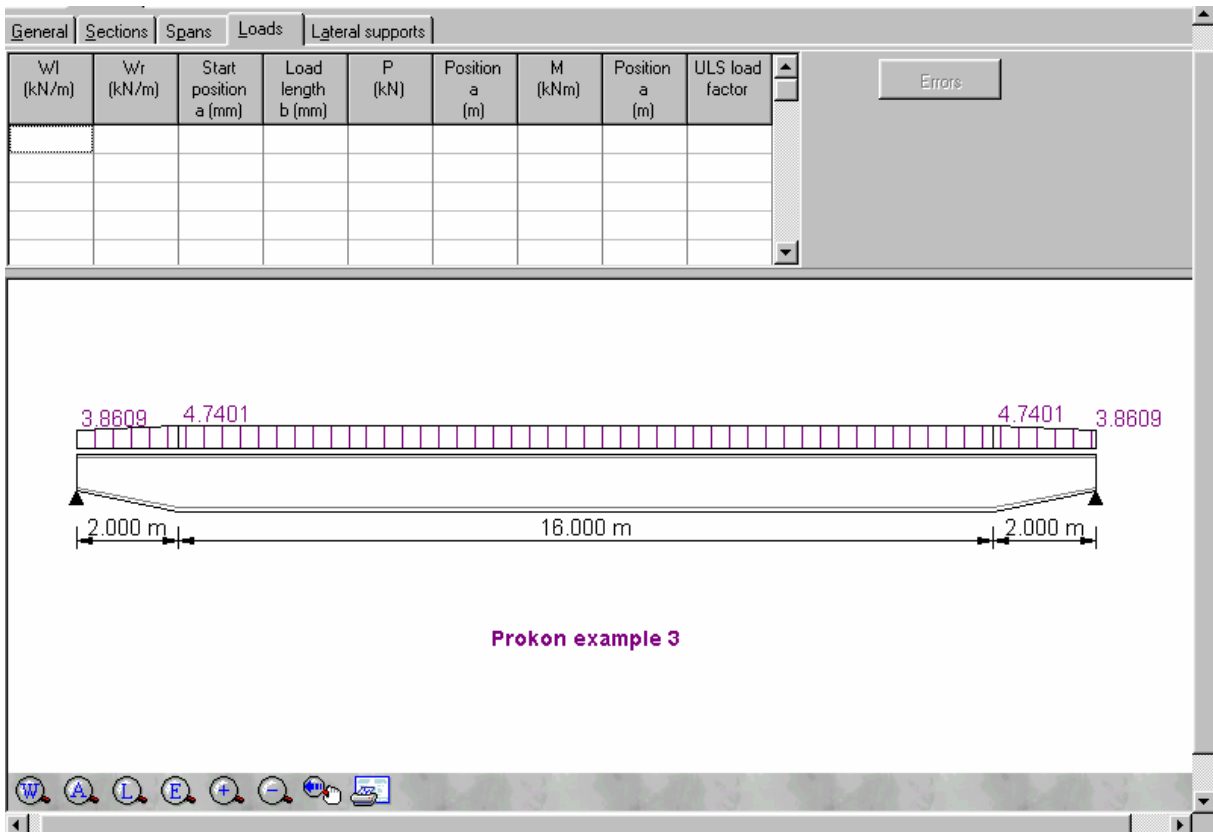 General Sections Spans Loads Lateral supports
Wl (kN/m) Wr (kN/m) Start position a (mm) Load length b (mm) P (kN) Position a (m) M (kNm) Position a (m) ULS load factor
Errors
3.8609 4.7401 4.7401 3.8609
2.000 m 16.000 m 2.000 m
Prokon example 3
W A L E + -